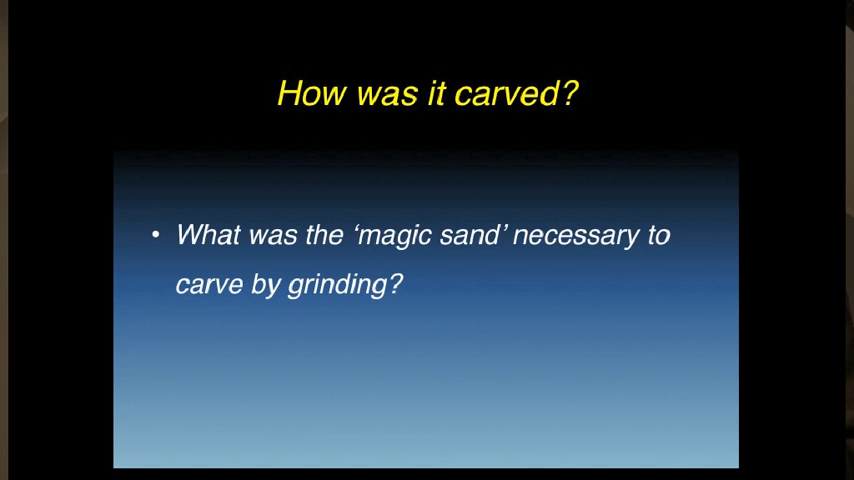 How was it carved?
• What was the ‘magic sand’ necessary to
carve by grinding?